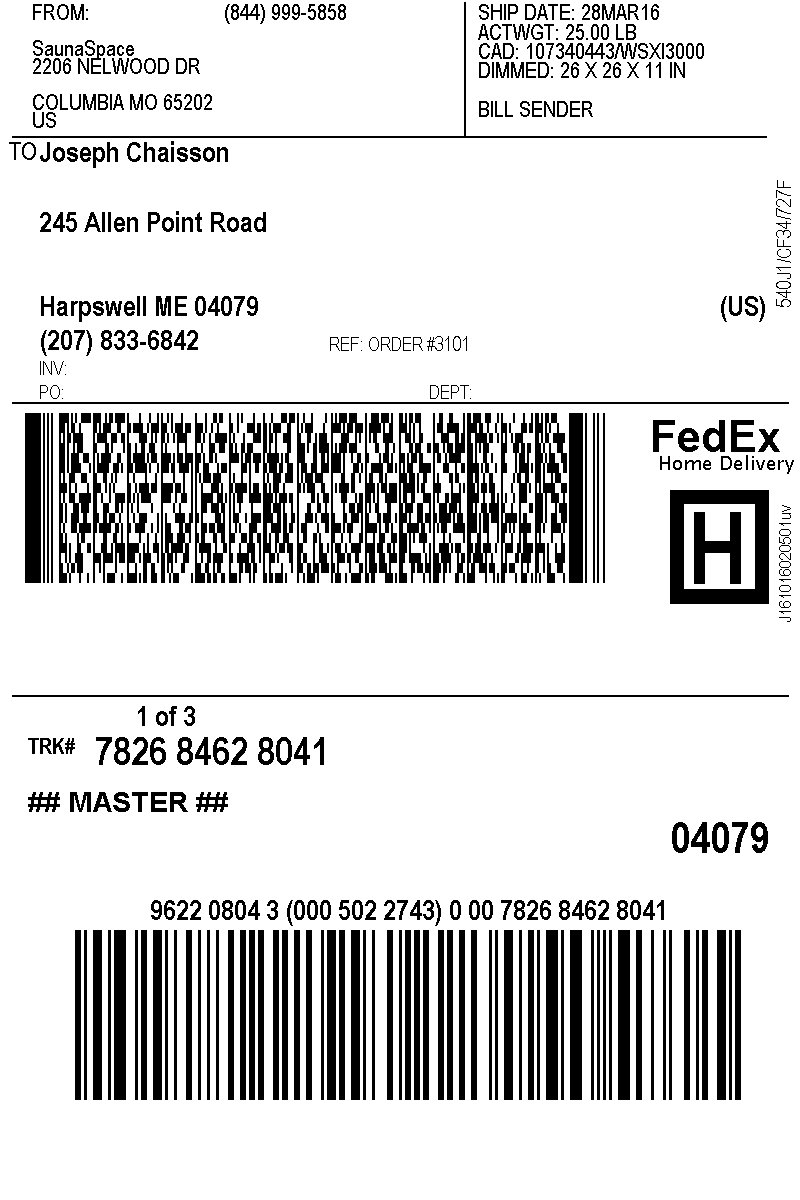 FROM: (844) 999-5858
SaunaSpace
2206 NELWOOD DR
COLUMBIA MO 65202
US
SHIP DATE: 28MAR16
ACTWGT: 25.00 LB
CAD: 107340443/WSXI3000
DIMMED: 26 X 26 X 11 IN
BILL SENDER
TO Joseph Chaisson
245 Allen Point Road
Harpswell ME 04079 (US)
(207) 833-6842 REF: ORDER #3101
INV:
PO: DEPT:
540J1/CF34/727F
FedEx
Home Delivery
H
J161016020501uv
1 of 3
TRK# 7826 8462 8041
## MASTER ##
04079
9622 0804 3 (000 502 2743) 0 00 7826 8462 8041